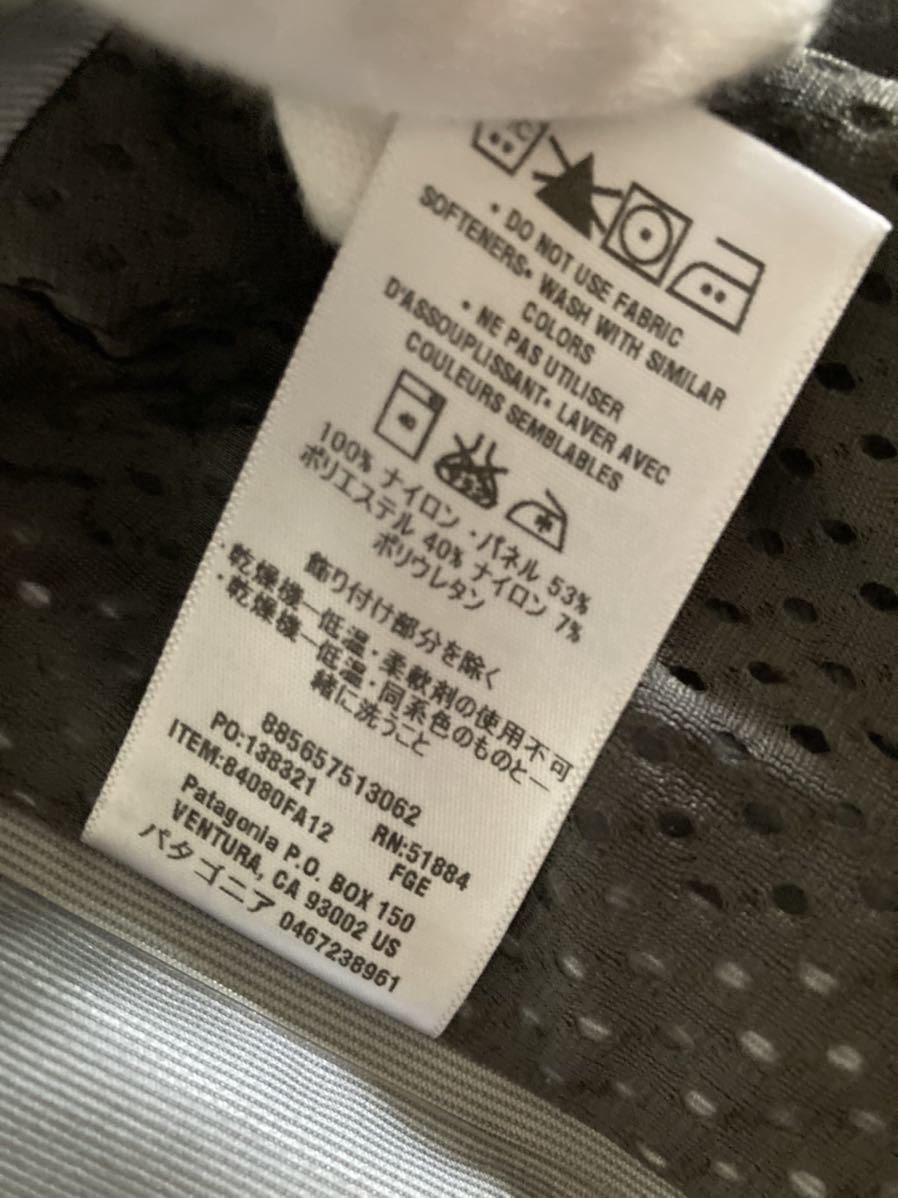 • DO NOT USE FABRIC
SOFTENERS• WASH WITH SIMILAR
COLORS
• NE PAS UTILISER
D'ASSOUPLISSANT• LAVER AVEC
COULEURS SEMBLABLES
40
100% ナイロン・パネル 53%
ポリエステル 40% ナイロン 7%
ポリウレタン
飾り付け部分を除く
・乾燥機—低温・柔軟剤の使用不可
・乾燥機—低温・同系色のものと一
緒に洗うこと
885657513062
PO:138321 RN:51884
ITEM:84080FA12 FGE
Patagonia P.O. BOX 150
VENTURA, CA 93002 US
パタゴニア 0467238961